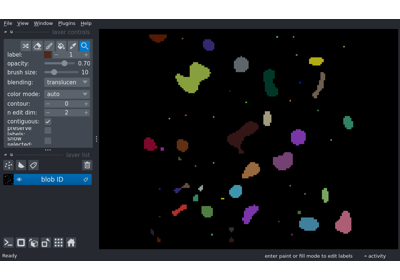 File View Window Plugins Help
layer controls
label: 1
opacity: 0.70
brush size: 10
blending: translucen
color mode: auto
contour: 0
n edit dim: 2
contiguous:
preserve
labels:
show
selected:
layer list
blob ID
Ready
enter paint or fill mode to edit labels
activity